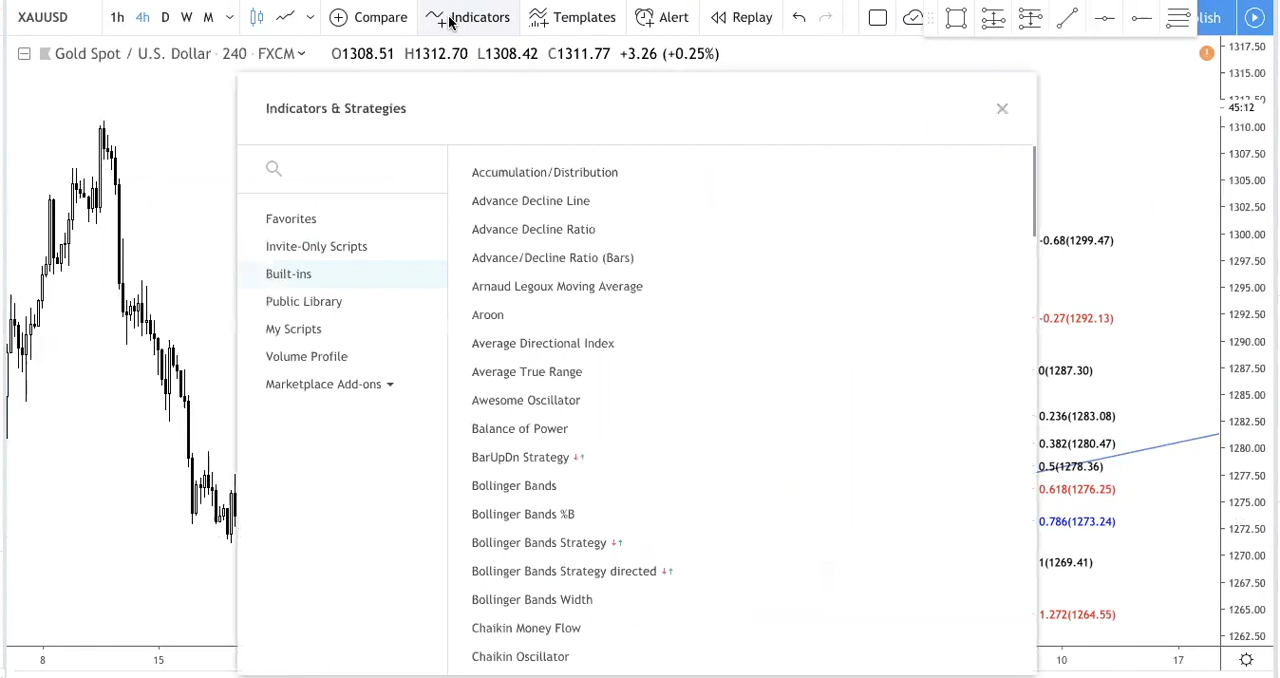 XAUUSD 1h 4h D W M Compare Indicators Templates Alert Replay lish
Gold Spot / U.S. Dollar · 240 · FXCM O1308.51 H1312.70 L1308.42 C1311.77 +3.26 (+0.25%)
Indicators & Strategies
Favorites
Invite-Only Scripts
Built-ins
Public Library
My Scripts
Volume Profile
Marketplace Add-ons
Accumulation/Distribution
Advance Decline Line
Advance Decline Ratio
Advance/Decline Ratio (Bars)
Arnaud Legoux Moving Average
Aroon
Average Directional Index
Average True Range
Awesome Oscillator
Balance of Power
BarUpDn Strategy
Bollinger Bands
Bollinger Bands %B
Bollinger Bands Strategy
Bollinger Bands Strategy directed
Bollinger Bands Width
Chaikin Money Flow
Chaikin Oscillator
-0.68(1299.47)
-0.27(1292.13)
0(1287.30)
0.236(1283.08)
0.382(1280.47)
0.5(1278.36)
0.618(1276.25)
0.786(1273.24)
1(1269.41)
1.272(1264.55)
1317.50
1315.00
45:12
1310.00
1307.50
1305.00
1302.50
1300.00
1297.50
1295.00
1292.50
1290.00
1287.50
1285.00
1282.50
1280.00
1277.50
1275.00
1272.50
1270.00
1267.50
1265.00
1262.50
8 15 10 17